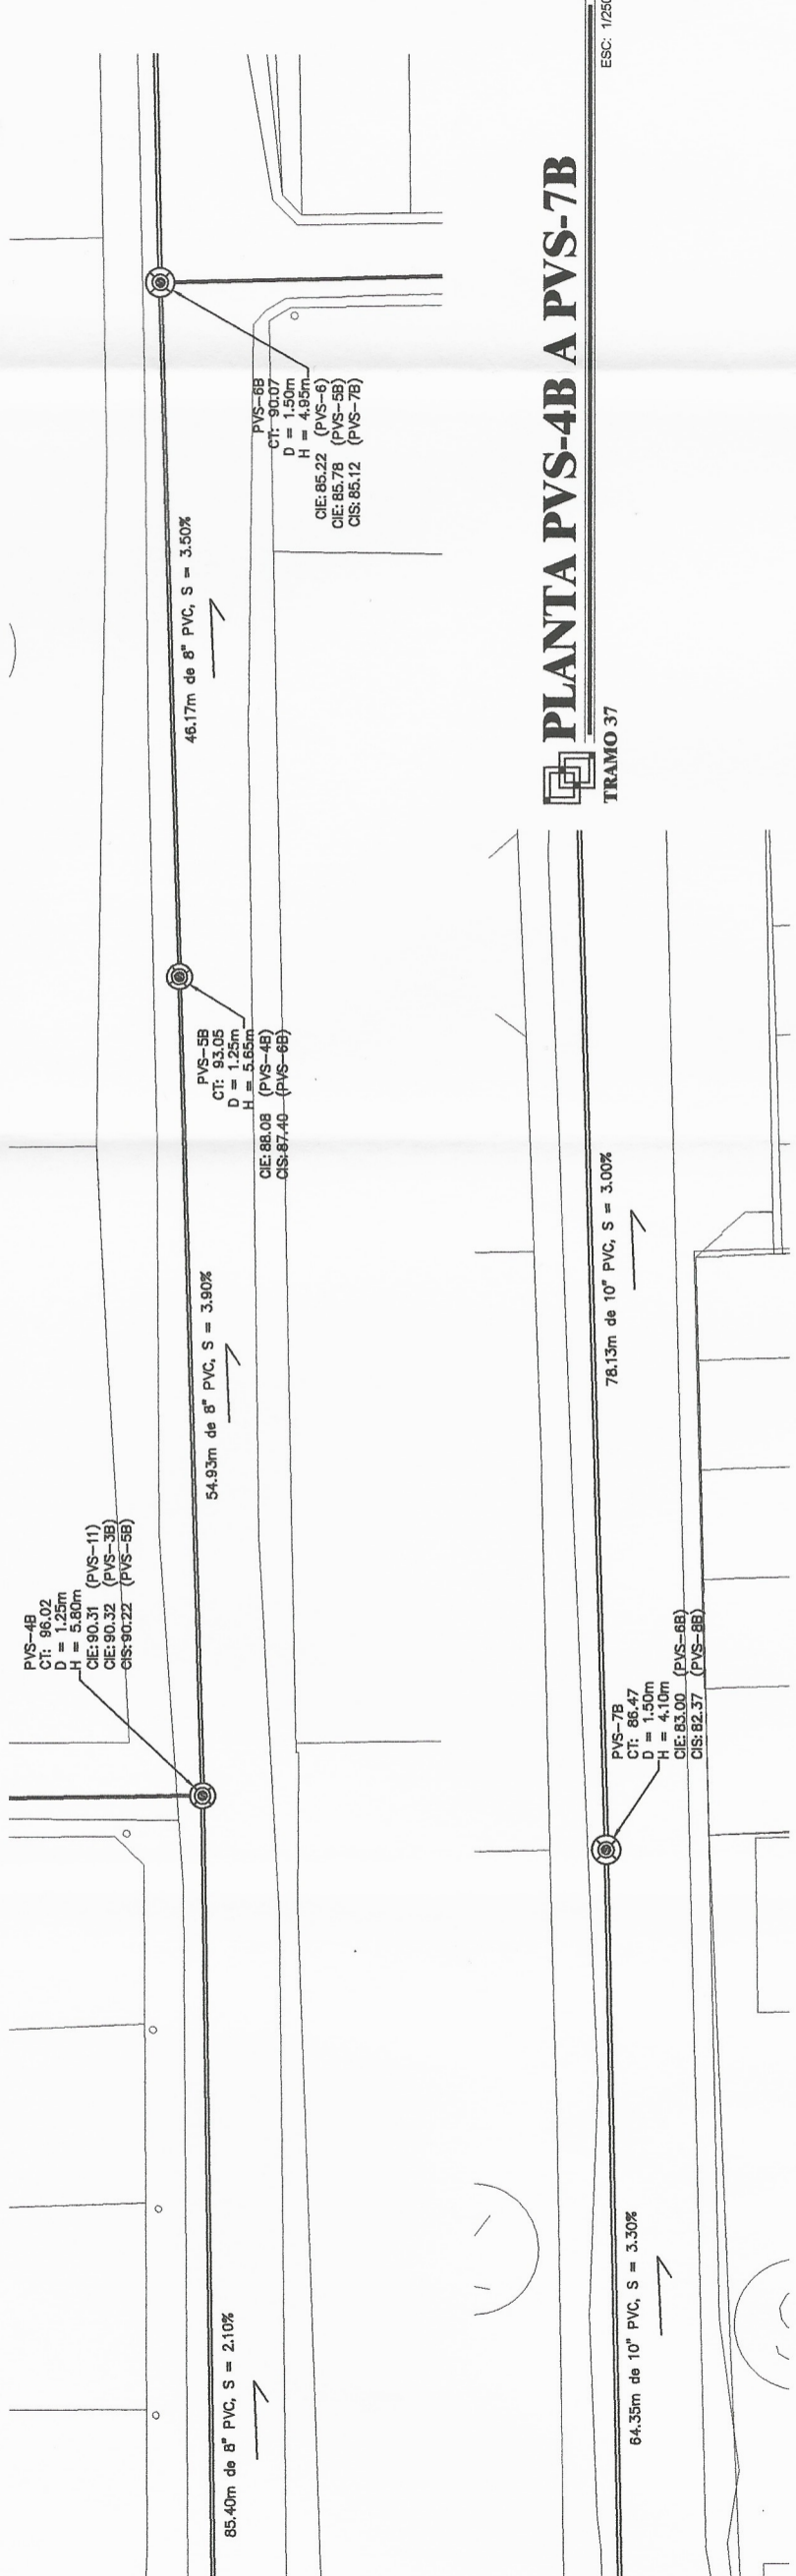 PVS-4B
CT: 96.02
D = 1.25m
H = 5.80m
CIE: 90.31 (PVS-11)
CIE: 90.32 (PVS-3B)
CIS: 90.22 (PVS-5B)
85.40m de 8" PVC, S = 2.10%
54.93m de 8" PVC, S = 3.90%
PVS-5B
CT: 93.05
D = 1.25m
H = 5.65m
CIE: 88.08 (PVS-4B)
CIS: 87.40 (PVS-6B)
46.17m de 8" PVC, S = 3.50%
PVS-6B
CT: 90.07
D = 1.50m
H = 4.95m
CIE: 85.22 (PVS-6)
CIE: 85.78 (PVS-5B)
CIS: 85.12 (PVS-7B)
64.35m de 10" PVC, S = 3.30%
PVS-7B
CT: 86.47
D = 1.50m
H = 4.10m
CIE: 83.00 (PVS-6B)
CIS: 82.37 (PVS-8B)
78.13m de 10" PVC, S = 3.00%
PLANTA PVS-4B A PVS-7B
TRAMO 37
ESC: 1/250